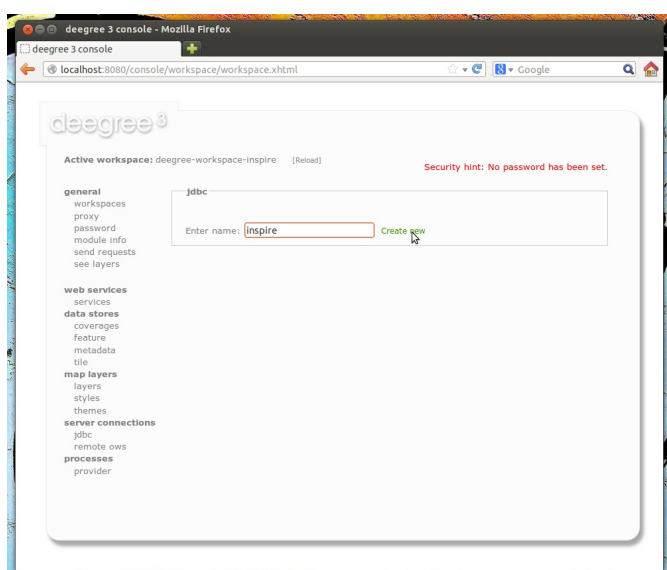 deegree 3 console - Mozilla Firefox
deegree 3 console
localhost:8080/console/workspace/workspace.xhtml
Google
deegree 3
Active workspace: deegree-workspace-inspire [Reload]
Security hint: No password has been set.
general
workspaces
proxy
password
module info
send requests
see layers
web services
services
data stores
coverages
feature
metadata
tile
map layers
layers
styles
themes
server connections
jdbc
remote ows
processes
provider
jdbc
Enter name: inspire Create new